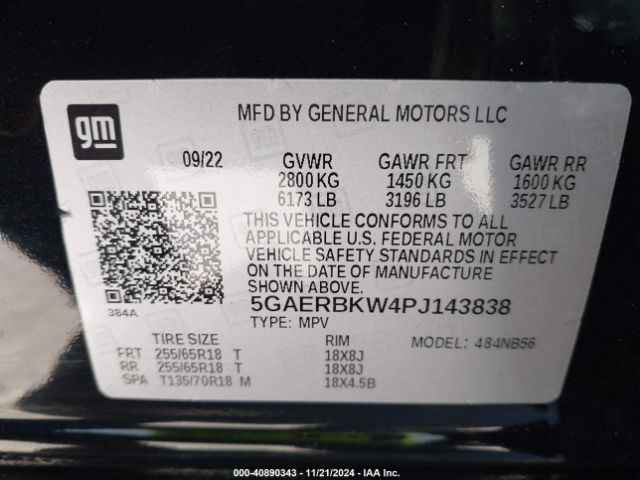 gm
MFD BY GENERAL MOTORS LLC
09/22 GVWR GAWR FRT GAWR RR
2800 KG 1450 KG 1600 KG
6173 LB 3196 LB 3527 LB
THIS VEHICLE CONFORMS TO ALL
APPLICABLE U.S. FEDERAL MOTOR
VEHICLE SAFETY STANDARDS IN EFFECT
ON THE DATE OF MANUFACTURE
SHOWN ABOVE.
384A
5GAERBKW4PJ143838
TYPE: MPV
TIRE SIZE RIM MODEL: 484NB56
FRT 255/65R18 T 18X8J
RR 255/65R18 T 18X8J
SPA T135/70R18 M 18X4.5B
000-40890343 - 11/21/2024 - IAA Inc.